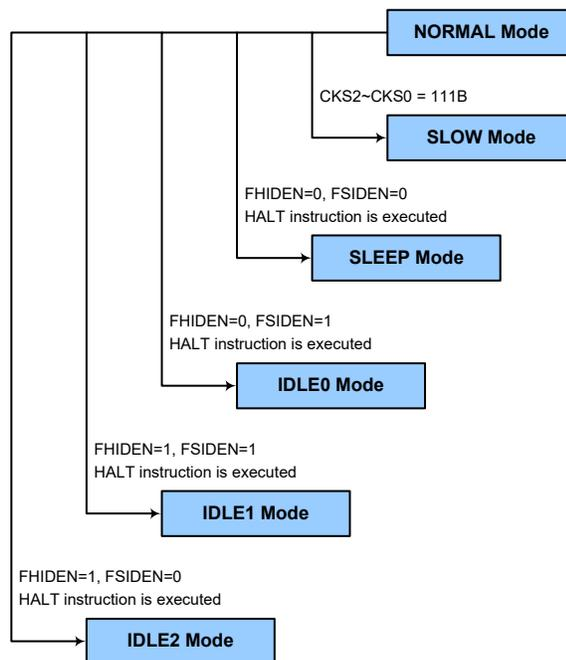 NORMAL Mode
CKS2~CKS0 = 111B
SLOW Mode
FHIDEN=0, FSIDEN=0
HALT instruction is executed
SLEEP Mode
FHIDEN=0, FSIDEN=1
HALT instruction is executed
IDLE0 Mode
FHIDEN=1, FSIDEN=1
HALT instruction is executed
IDLE1 Mode
FHIDEN=1, FSIDEN=0
HALT instruction is executed
IDLE2 Mode